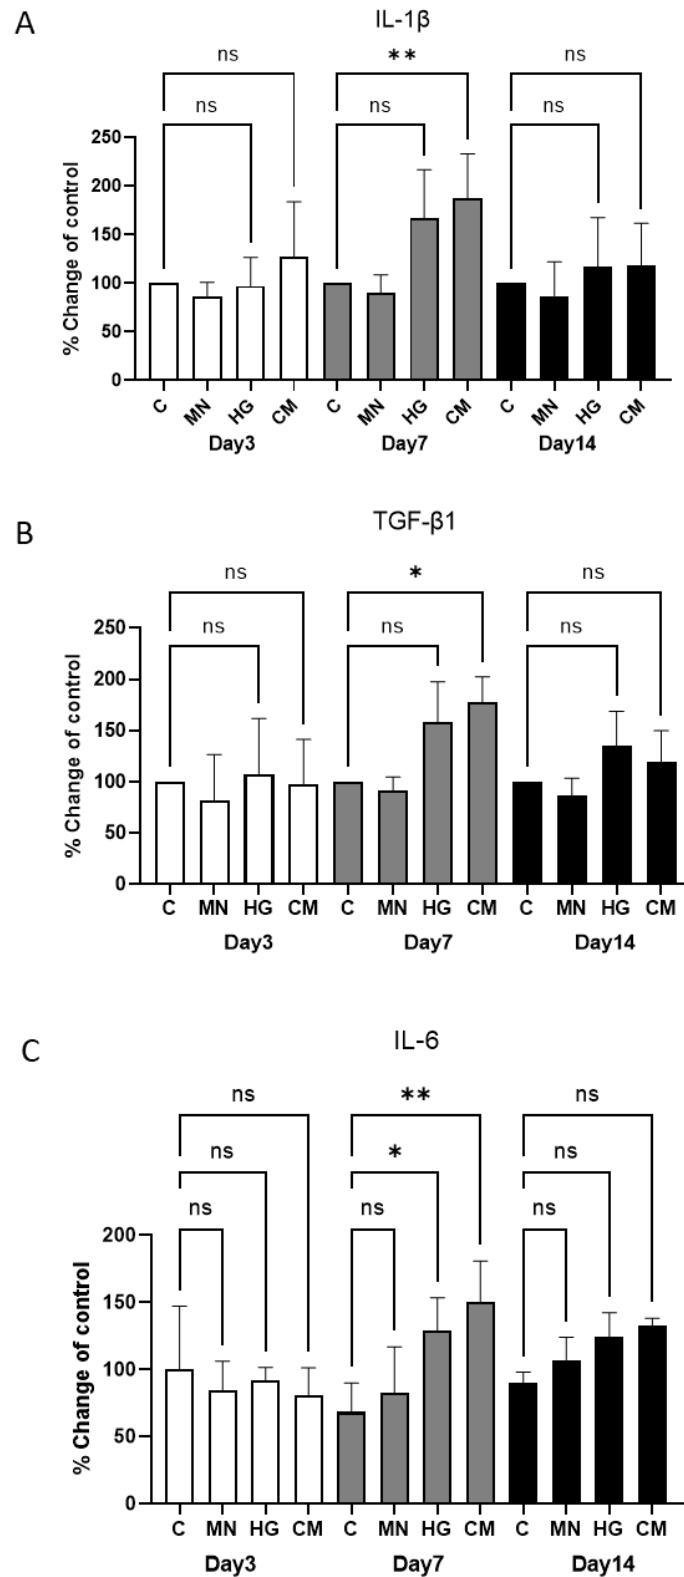 A
IL-1β
ns ** ns
ns ns ns
250
200
150
100
50
0
% Change of control
C MN HG CM C MN HG CM C MN HG CM
Day3 Day7 Day14
B
TGF-β1
ns * ns
ns ns ns
250
200
150
100
50
0
% Change of control
C MN HG CM C MN HG CM C MN HG CM
Day3 Day7 Day14
C
IL-6
ns ** ns
ns * ns
ns ns ns
200
150
100
50
0
% Change of control
C MN HG CM C MN HG CM C MN HG CM
Day3 Day7 Day14